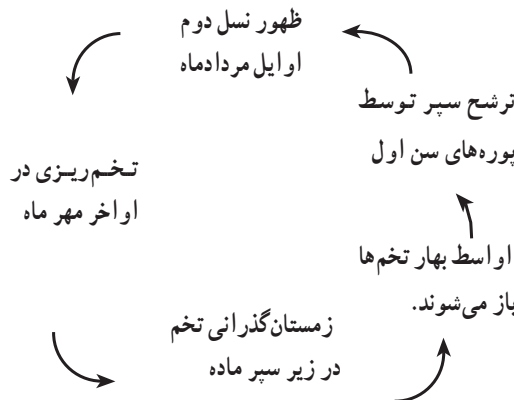 ظهور نسل دوم
اوایل مردادماه
ترشح سپر توسط
پوره‌های سن اول
تخم‌ریزی در
اواخر مهر ماه
اواسط بهار تخم‌ها
باز می‌شوند.
زمستان‌گذرانی تخم
در زیر سپر ماده